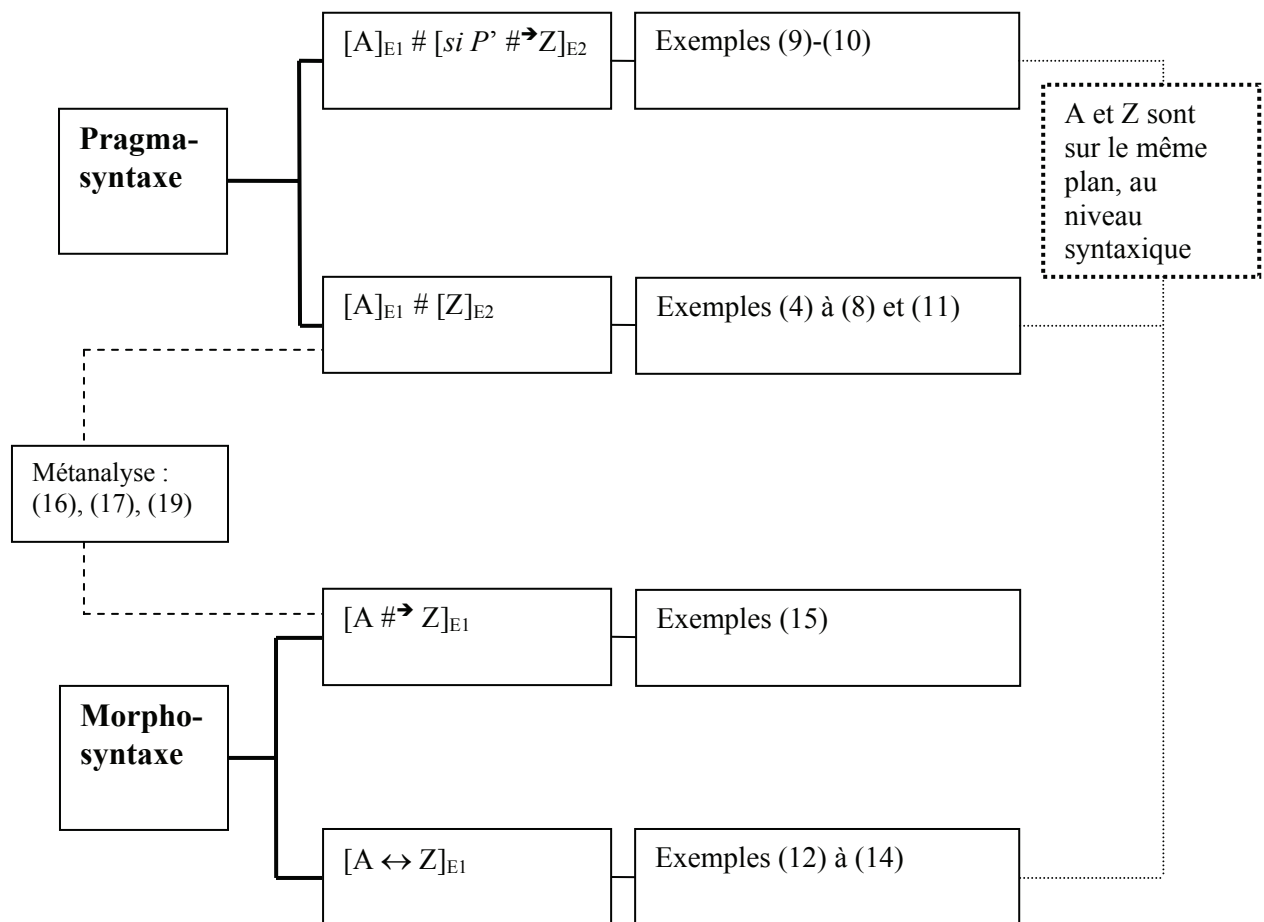 [A]E1 # [si P’ #➔Z]E2
Exemples (9)-(10)
A et Z sont
sur le même
plan, au
niveau
syntaxique
Pragma-
syntaxe
[A]E1 # [Z]E2
Exemples (4) à (8) et (11)
Métanalyse :
(16), (17), (19)
[A #➔ Z]E1
Exemples (15)
Morpho-
syntaxe
[A ↔ Z]E1
Exemples (12) à (14)